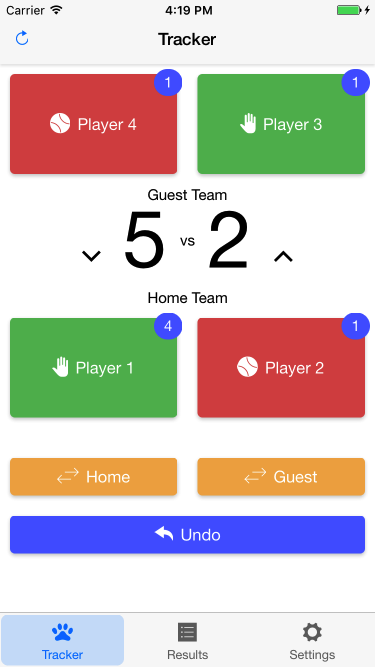 Carrier 4:19 PM
Tracker
1 1
Player 4 Player 3
Guest Team
5 vs 2
Home Team
4 1
Player 1 Player 2
Home Guest
Undo
Tracker Results Settings